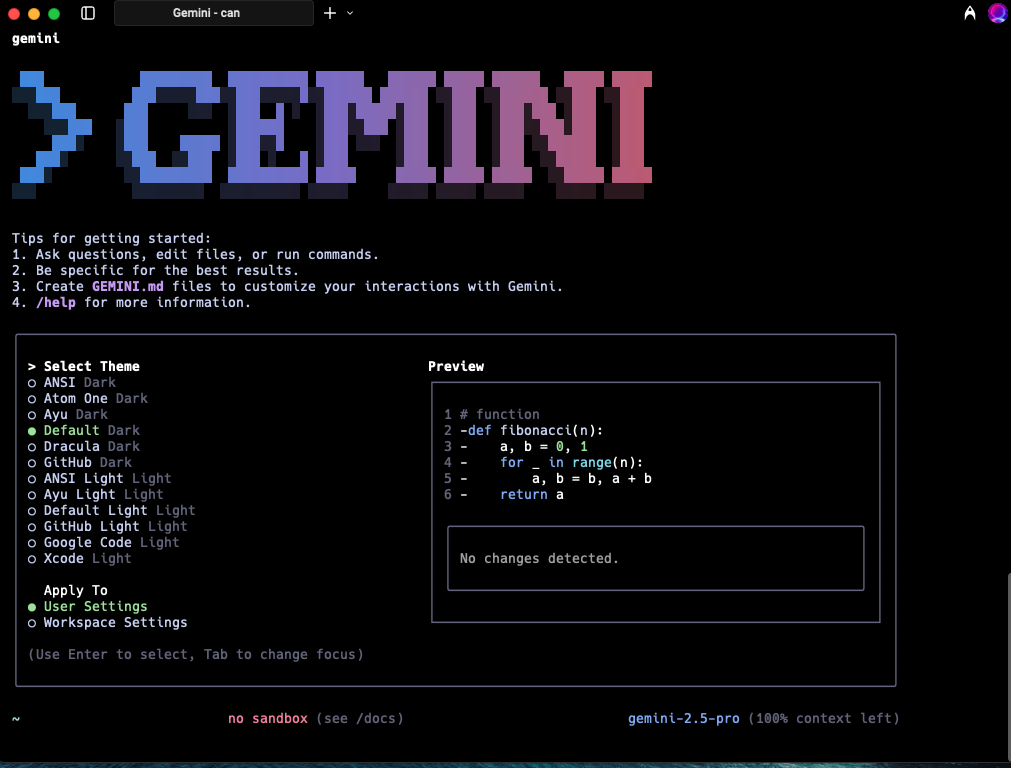 Gemini - can
gemini
> GEMINI
Tips for getting started:
1. Ask questions, edit files, or run commands.
2. Be specific for the best results.
3. Create GEMINI.md files to customize your interactions with Gemini.
4. /help for more information.
> Select Theme
ANSI Dark
Atom One Dark
Ayu Dark
Default Dark
Dracula Dark
GitHub Dark
ANSI Light Light
Ayu Light Light
Default Light Light
GitHub Light Light
Google Code Light
Xcode Light
Apply To
User Settings
Workspace Settings
(Use Enter to select, Tab to change focus)
Preview
1 # function
2 -def fibonacci(n):
3 -    a, b = 0, 1
4 -    for _ in range(n):
5 -        a, b = b, a + b
6 -    return a
No changes detected.
~ no sandbox (see /docs) gemini-2.5-pro (100% context left)